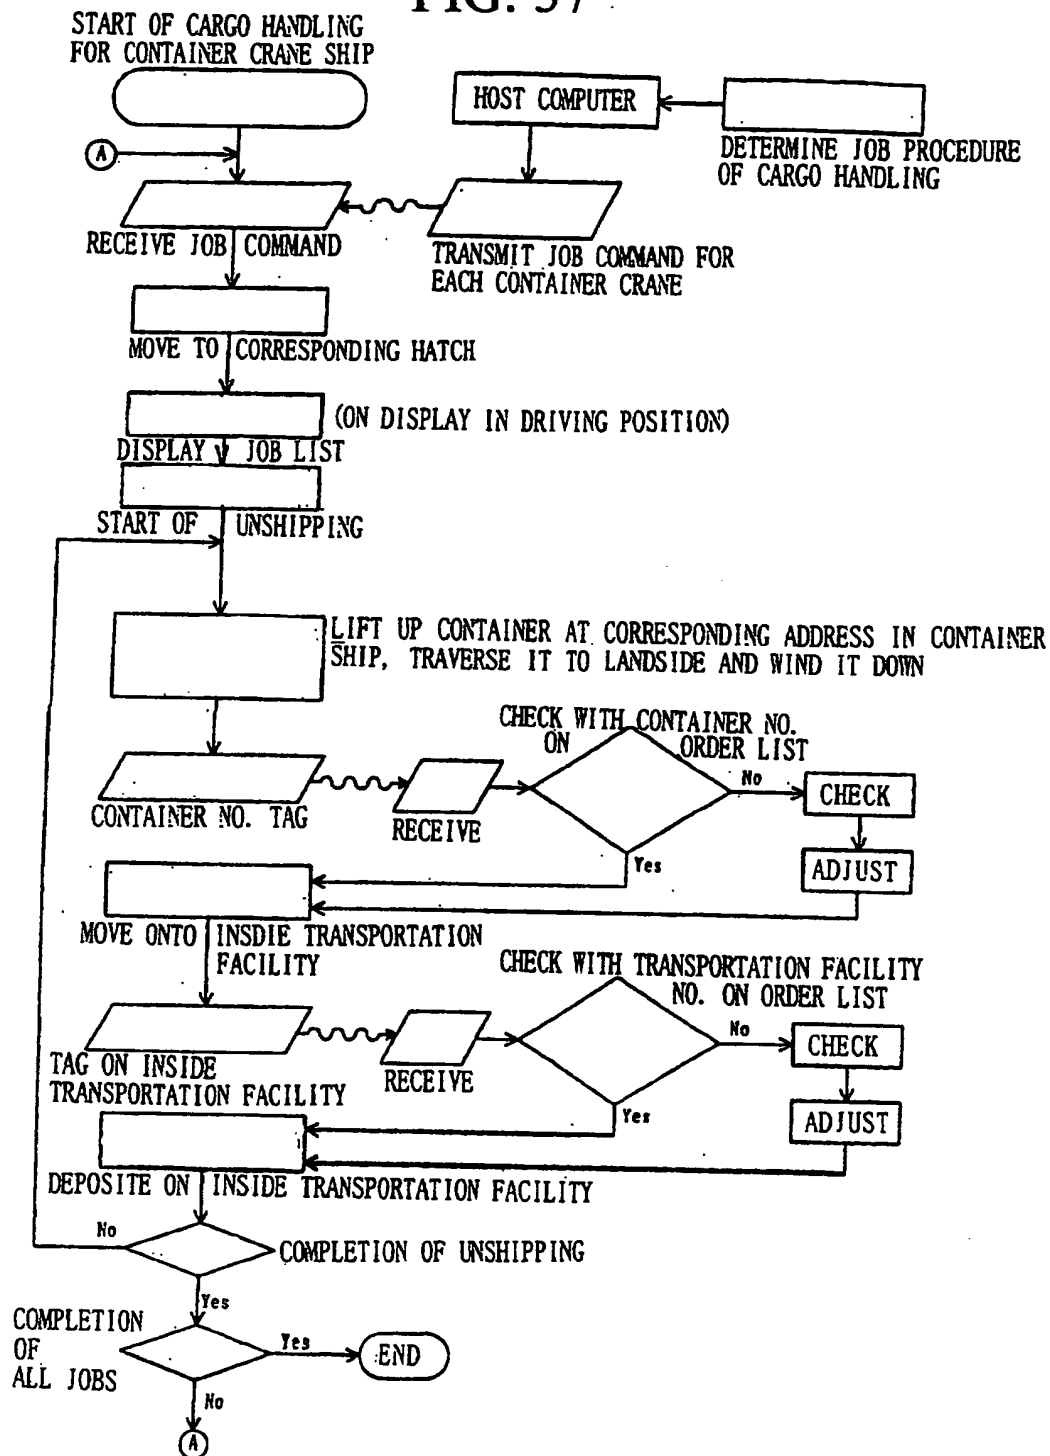 FIG. 37
START OF CARGO HANDLING
FOR CONTAINER CRANE SHIP
HOST COMPUTER
DETERMINE JOB PROCEDURE
OF CARGO HANDLING
A
RECEIVE JOB COMMAND
TRANSMIT JOB COMMAND FOR
EACH CONTAINER CRANE
MOVE TO CORRESPONDING HATCH
(ON DISPLAY IN DRIVING POSITION)
DISPLAY JOB LIST
START OF UNSHIPPING
LIFT UP CONTAINER AT CORRESPONDING ADDRESS IN CONTAINER
SHIP, TRAVERSE IT TO LANDSIDE AND WIND IT DOWN
CHECK WITH CONTAINER NO.
ON ORDER LIST
No
CHECK
CONTAINER NO. TAG
RECEIVE
Yes
ADJUST
MOVE ONTO INSDIE TRANSPORTATION
FACILITY
CHECK WITH TRANSPORTATION FACILITY
NO. ON ORDER LIST
No
CHECK
TAG ON INSIDE
TRANSPORTATION FACILITY
RECEIVE
Yes
ADJUST
DEPOSITE ON INSIDE TRANSPORTATION FACILITY
No
COMPLETION OF UNSHIPPING
Yes
COMPLETION
OF
ALL JOBS
Yes
END
No
A